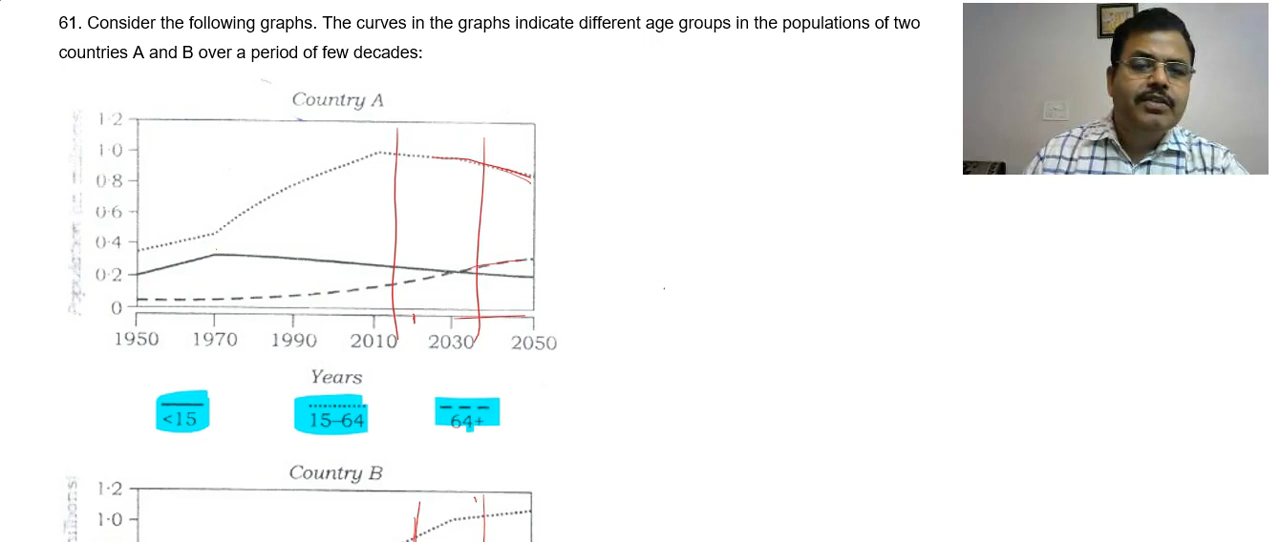 61. Consider the following graphs. The curves in the graphs indicate different age groups in the populations of two
countries A and B over a period of few decades:
Country A
1·2
1·0
0·8
0·6
0·4
0·2
0
1950 1970 1990 2010 2030 2050
Years
<15 15–64 64+
Country B
1·2
1·0